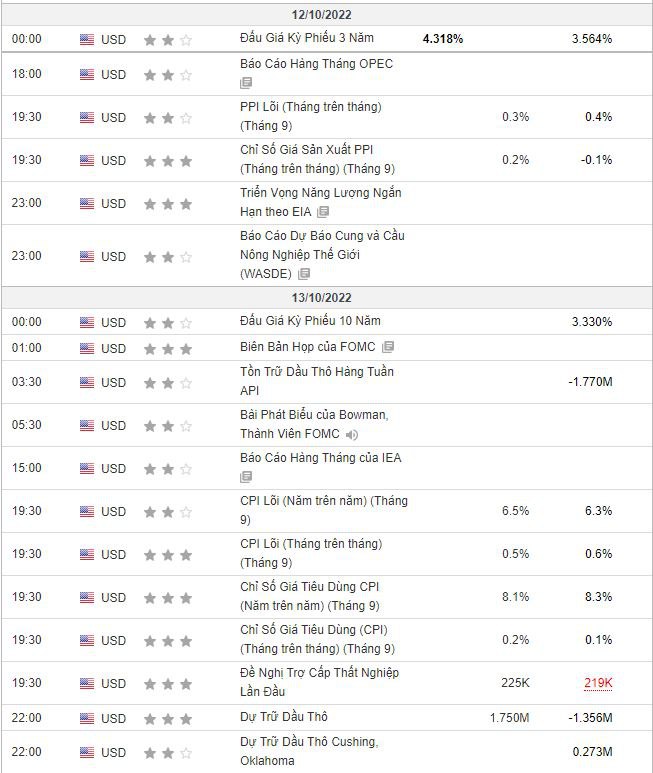 12/10/2022
00:00 USD Đấu Giá Kỳ Phiếu 3 Năm 4.318% 3.564%
18:00 USD Báo Cáo Hàng Tháng OPEC
19:30 USD PPI Lõi (Tháng trên tháng) 0.3% 0.4%
(Tháng 9)
19:30 USD Chỉ Số Giá Sản Xuất PPI 0.2% -0.1%
(Tháng trên tháng) (Tháng 9)
23:00 USD Triển Vọng Năng Lượng Ngắn
Hạn theo EIA
23:00 USD Báo Cáo Dự Báo Cung và Cầu
Nông Nghiệp Thế Giới
(WASDE)
13/10/2022
00:00 USD Đấu Giá Kỳ Phiếu 10 Năm 3.330%
01:00 USD Biên Bản Họp của FOMC
03:30 USD Tồn Trữ Dầu Thô Hàng Tuần -1.770M
API
05:30 USD Bài Phát Biểu của Bowman,
Thành Viên FOMC
15:00 USD Báo Cáo Hàng Tháng của IEA
19:30 USD CPI Lõi (Năm trên năm) (Tháng 6.5% 6.3%
9)
19:30 USD CPI Lõi (Tháng trên tháng) 0.5% 0.6%
(Tháng 9)
19:30 USD Chỉ Số Giá Tiêu Dùng CPI 8.1% 8.3%
(Năm trên năm) (Tháng 9)
19:30 USD Chỉ Số Giá Tiêu Dùng (CPI) 0.2% 0.1%
(Tháng trên tháng) (Tháng 9)
19:30 USD Đề Nghị Trợ Cấp Thất Nghiệp 225K 219K
Lần Đầu
22:00 USD Dự Trữ Dầu Thô 1.750M -1.356M
22:00 USD Dự Trữ Dầu Thô Cushing, 0.273M
Oklahoma